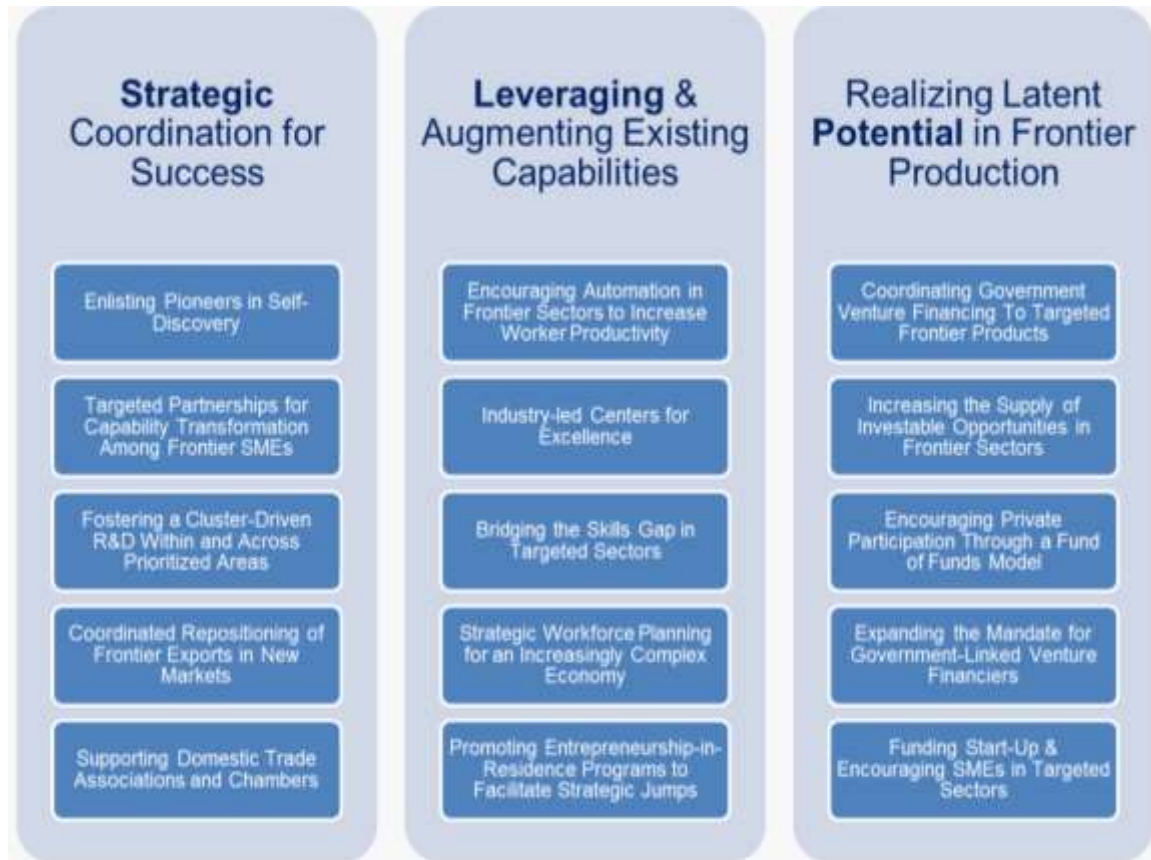 Strategic
Coordination for
Success
Enlisting Pioneers in Self-
Discovery
Targeted Partnerships for
Capability Transformation
Among Frontier SMEs
Fostering a Cluster-Driven
R&D Within and Across
Prioritized Areas
Coordinated Repositioning of
Frontier Exports in New
Markets
Supporting Domestic Trade
Associations and Chambers
Leveraging &
Augmenting Existing
Capabilities
Encouraging Automation in
Frontier Sectors to Increase
Worker Productivity
Industry-led Centers for
Excellence
Bridging the Skills Gap in
Targeted Sectors
Strategic Workforce Planning
for an Increasingly Complex
Economy
Promoting Entrepreneurship-in-
Residence Programs to
Facilitate Strategic Jumps
Realizing Latent
Potential in Frontier
Production
Coordinating Government
Venture Financing To Targeted
Frontier Products
Increasing the Supply of
Investable Opportunities in
Frontier Sectors
Encouraging Private
Participation Through a Fund
of Funds Model
Expanding the Mandate for
Government-Linked Venture
Financiers
Funding Start-Up &
Encouraging SMEs in Targeted
Sectors